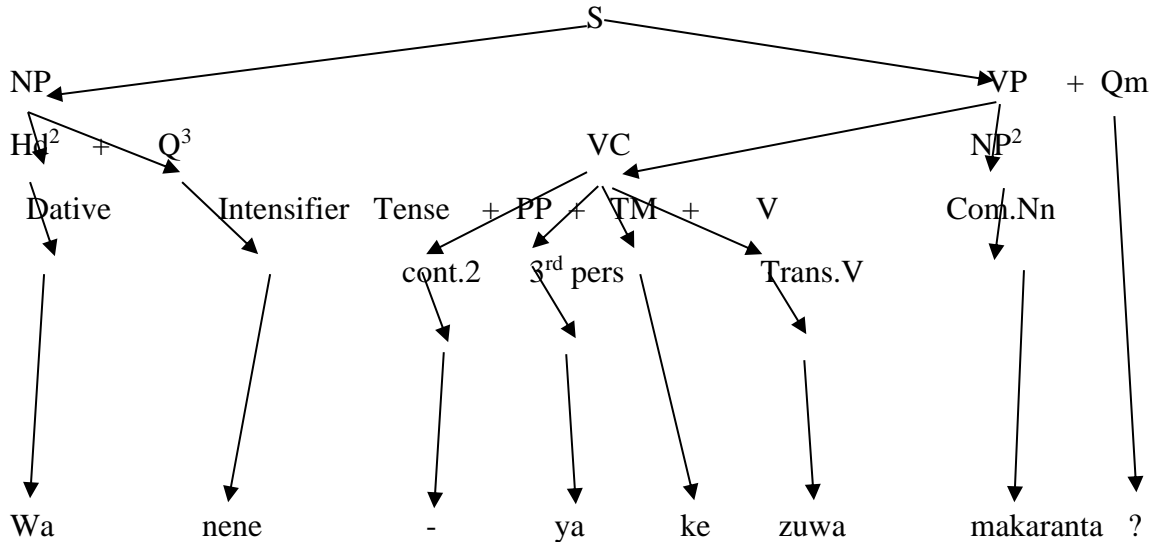 S
NP VP + Qm
Hd² + Q³ VC NP²
Dative Intensifier Tense + PP + TM + V Com.Nn
cont.2 3rd pers Trans.V
Wa nene - ya ke zuwa makaranta ?